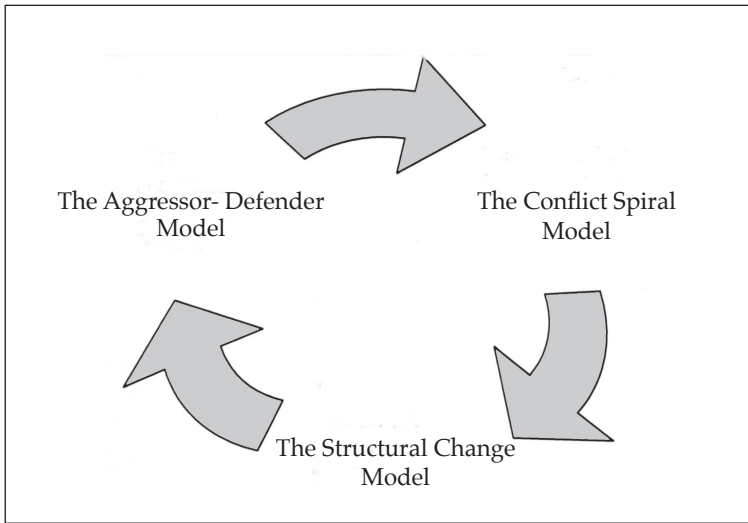 The Aggressor- Defender
Model
The Conflict Spiral
Model
The Structural Change
Model